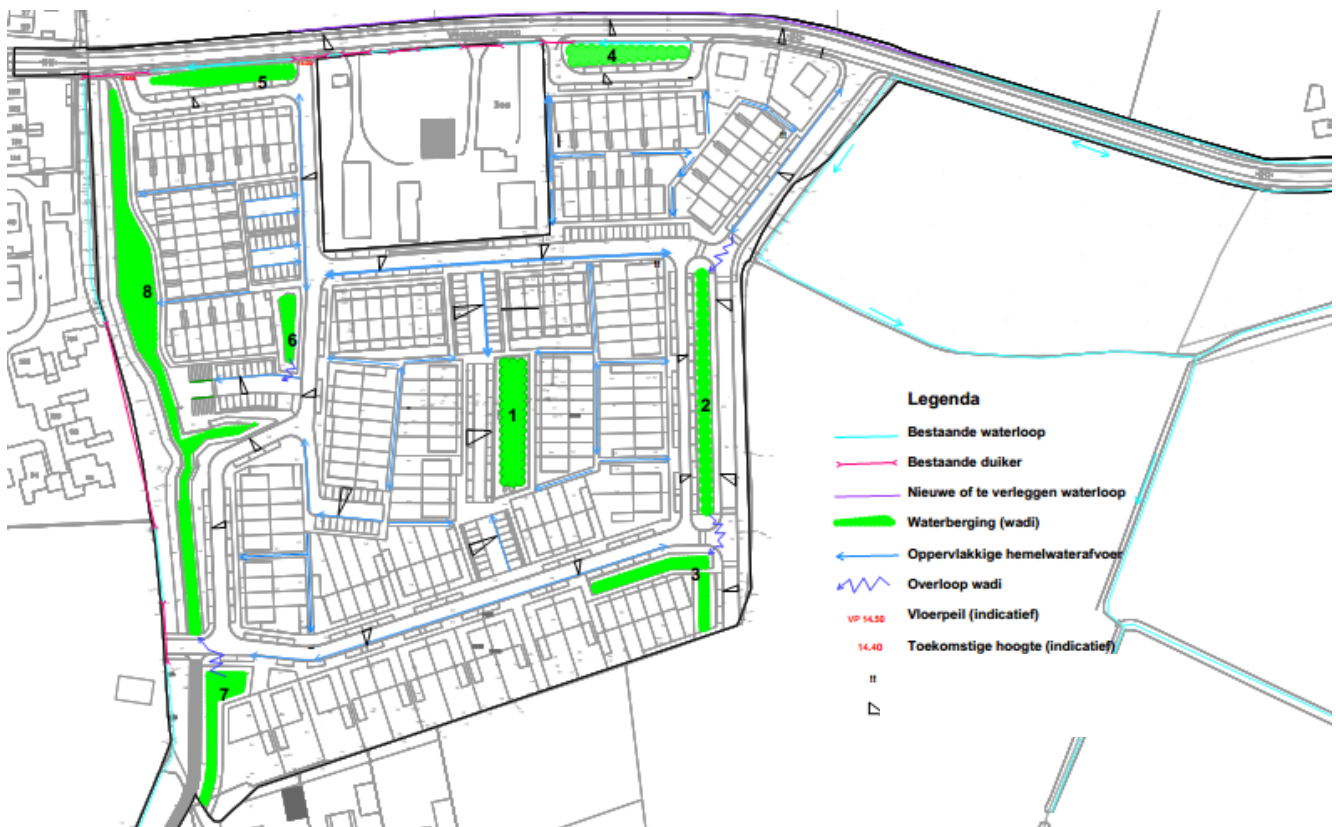 4
5
8
6
1
2
3
7
Legenda
Bestaande waterloop
Bestaande duiker
Nieuwe of te verleggen waterloop
Waterberging (wadi)
Oppervlakkige hemelwaterafvoer
Overloop wadi
VP 14.50 Vloerpeil (indicatief)
14.40 Toekomstige hoogte (indicatief)